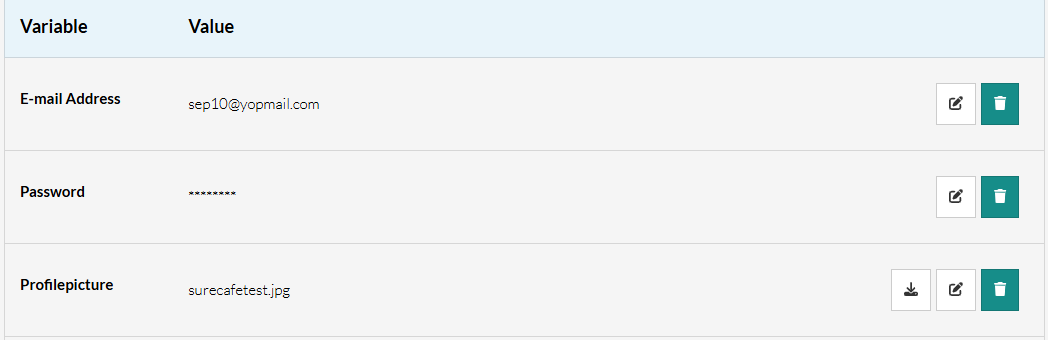 Variable Value
E-mail Address sep10@yopmail.com
Password ********
Profilepicture surecafetest.jpg